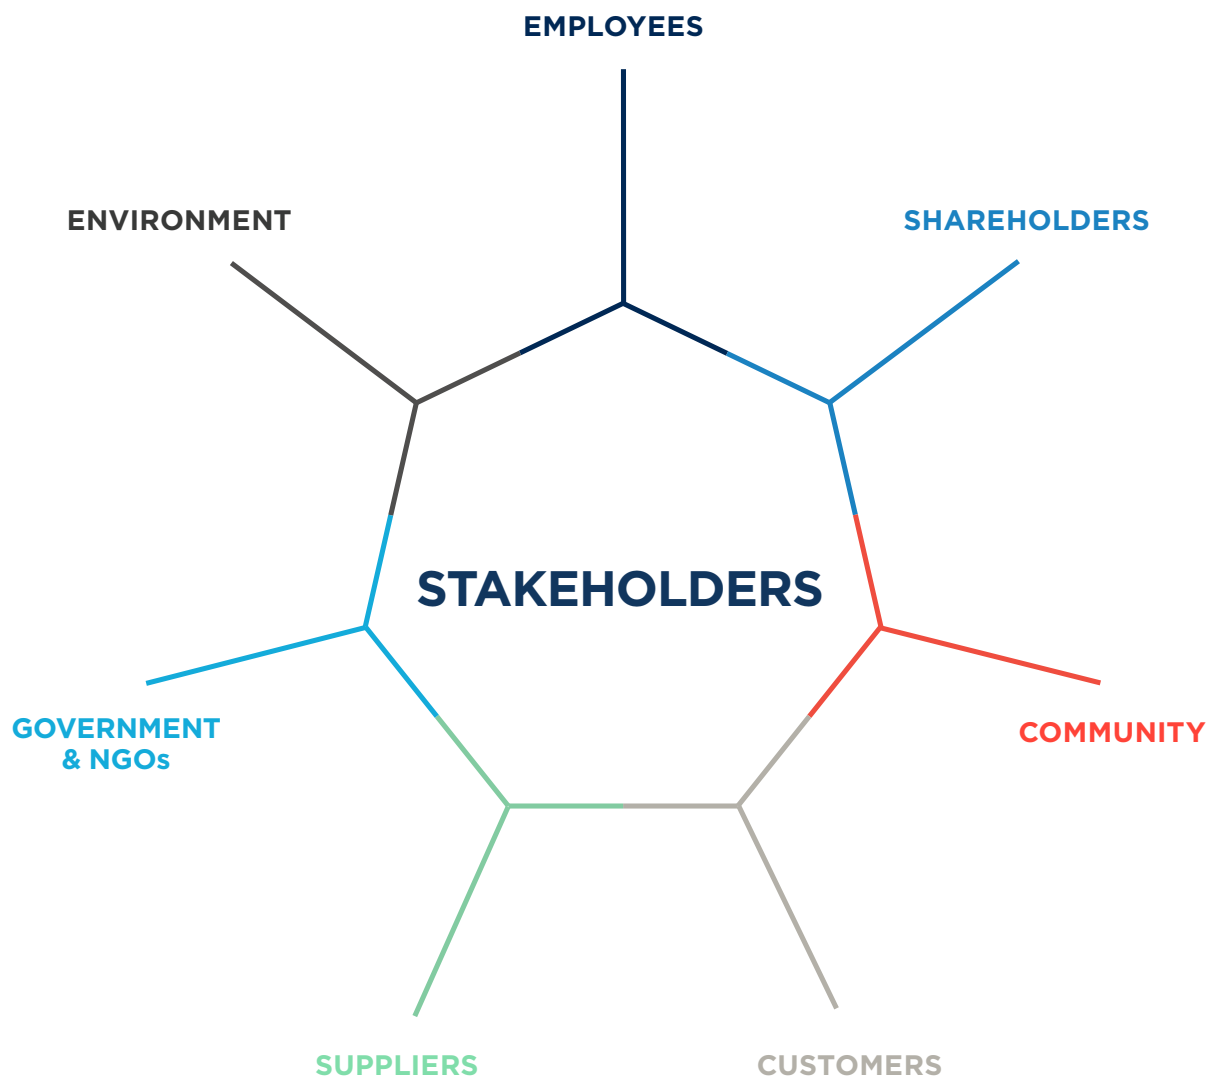 EMPLOYEES
ENVIRONMENT
SHAREHOLDERS
STAKEHOLDERS
GOVERNMENT
& NGOs
COMMUNITY
SUPPLIERS
CUSTOMERS